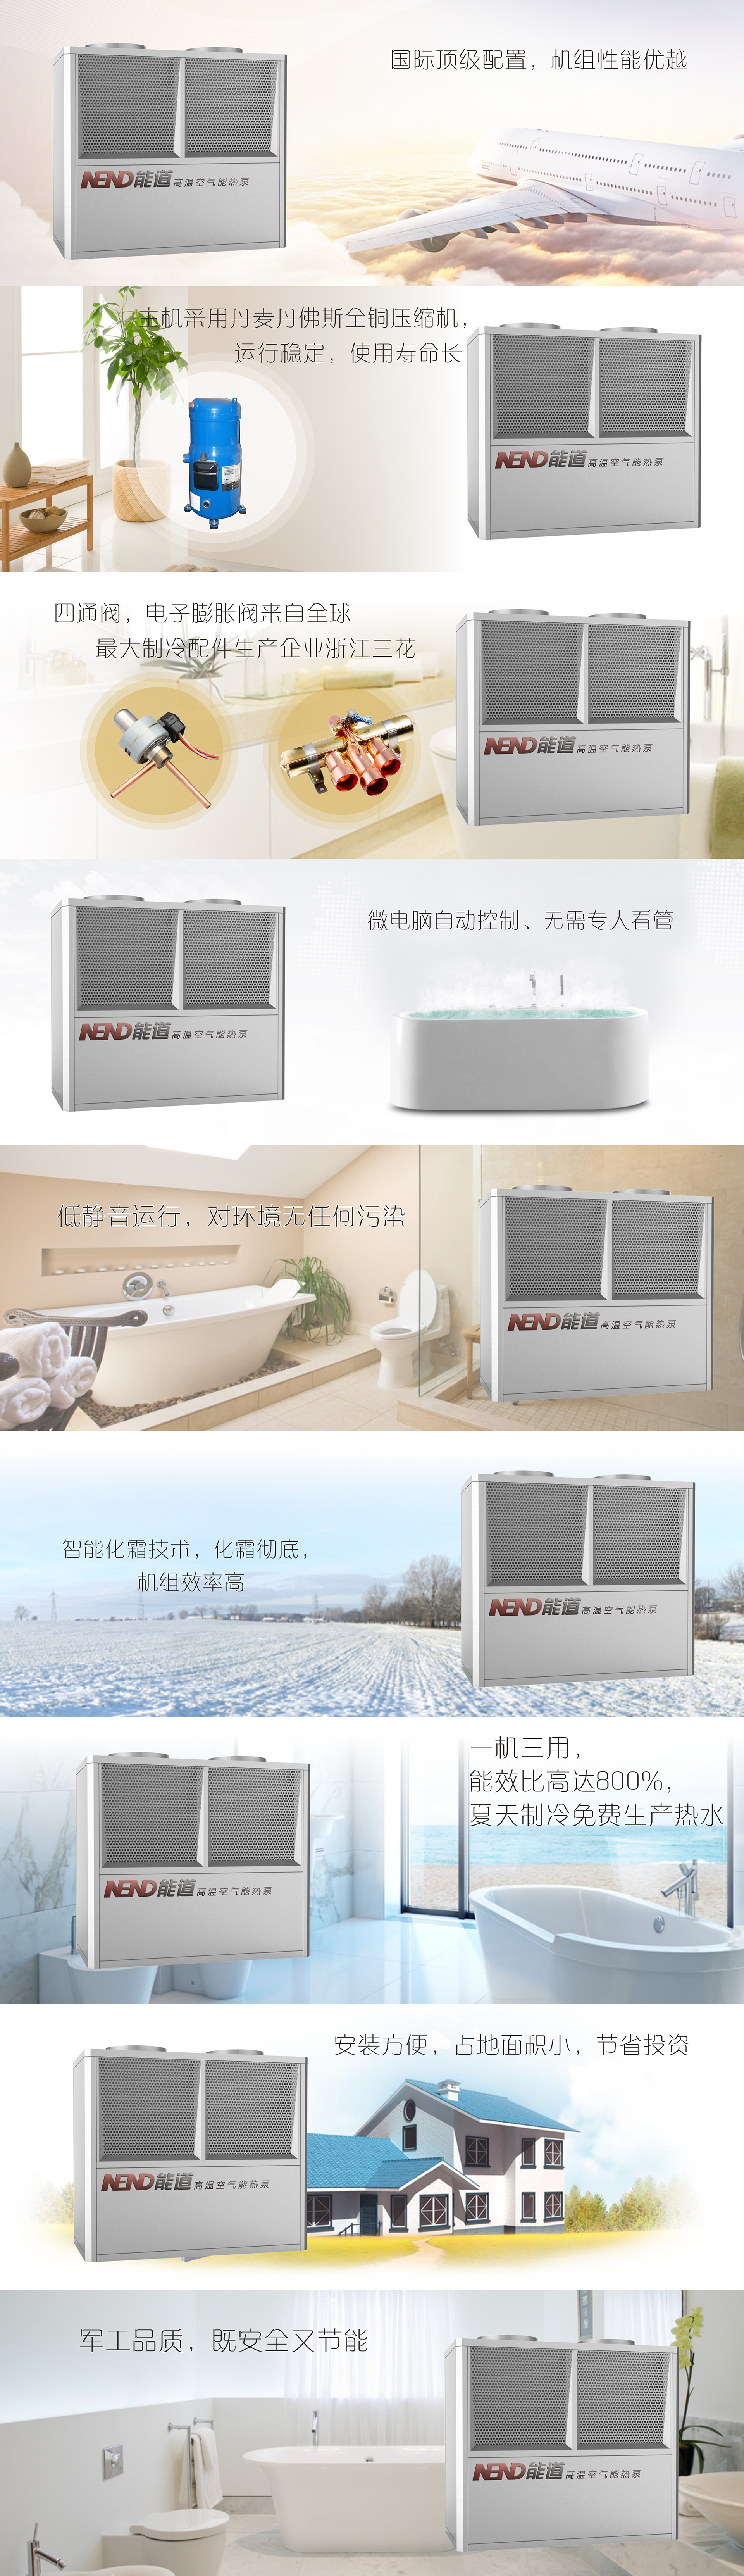 国际顶级配置，机组性能优越
NEND能道高温空气能热泵
主机采用丹麦丹佛斯全铜压缩机，
运行稳定，使用寿命长
NEND能道高温空气能热泵
四通阀，电子膨胀阀来自全球
最大制冷配件生产企业浙江三花
NEND能道高温空气能热泵
微电脑自动控制、无需专人看管
NEND能道高温空气能热泵
低静音运行，对环境无任何污染
NEND能道高温空气能热泵
智能化霜技术，化霜彻底，
机组效率高
NEND能道高温空气能热泵
一机三用，
能效比高达800%，
夏天制冷免费生产热水
NEND能道高温空气能热泵
安装方便，占地面积小，节省投资
NEND能道高温空气能热泵
军工品质，既安全又节能
NEND能道高温空气能热泵